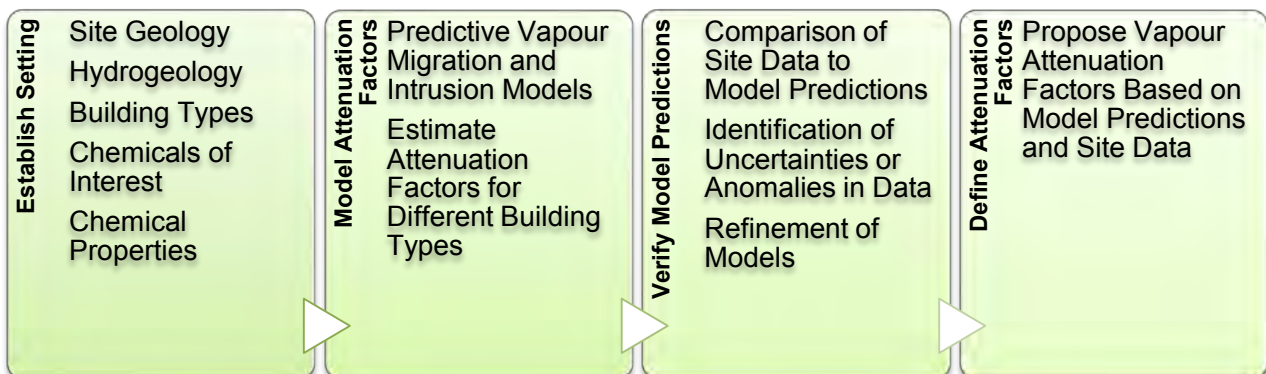 Establish Setting
Site Geology
Hydrogeology
Building Types
Chemicals of
Interest
Chemical
Properties
Model Attenuation
Factors
Predictive Vapour
Migration and
Intrusion Models
Estimate
Attenuation
Factors for
Different Building
Types
Verify Model Predictions
Comparison of
Site Data to
Model Predictions
Identification of
Uncertainties or
Anomalies in Data
Refinement of
Models
Define Attenuation
Factors
Propose Vapour
Attenuation
Factors Based on
Model Predictions
and Site Data